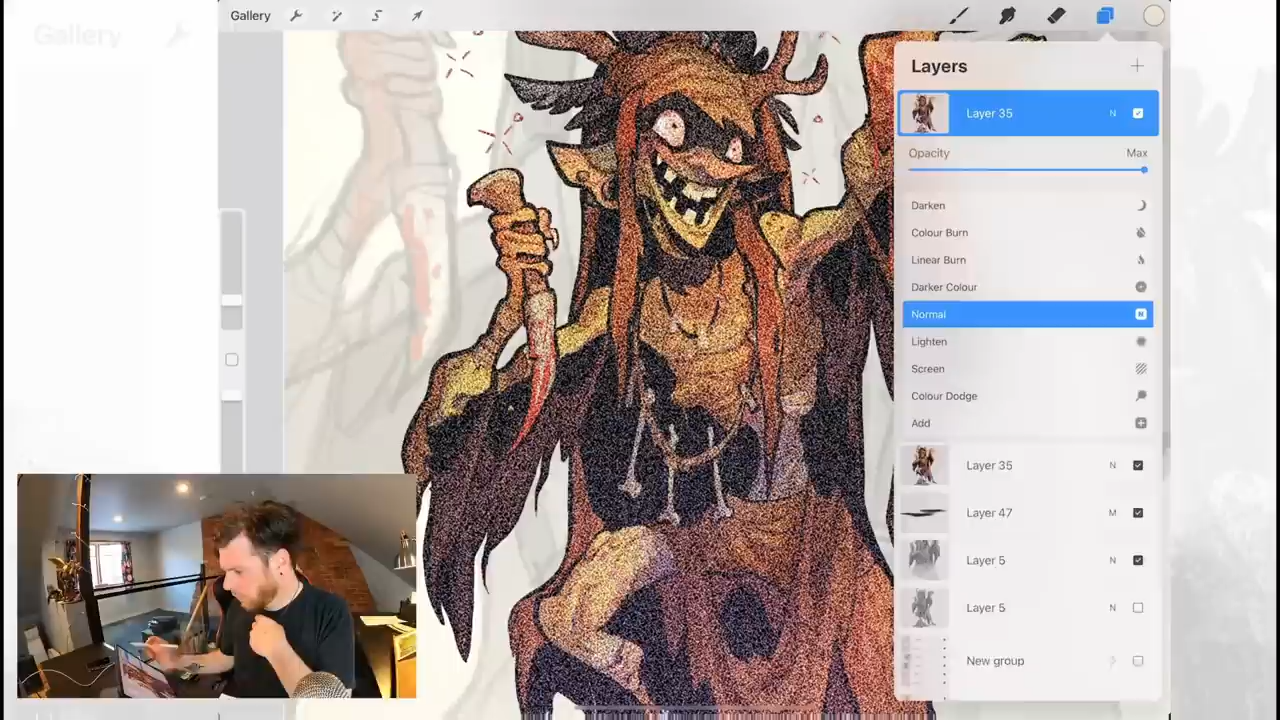 Gallery
Gallery
Layers
Layer 35 N
Opacity Max
Darken
Colour Burn
Linear Burn
Darker Colour
Normal N
Lighten
Screen
Colour Dodge
Add
Layer 35 N
Layer 47 M
Layer 5 N
Layer 5 N
New group